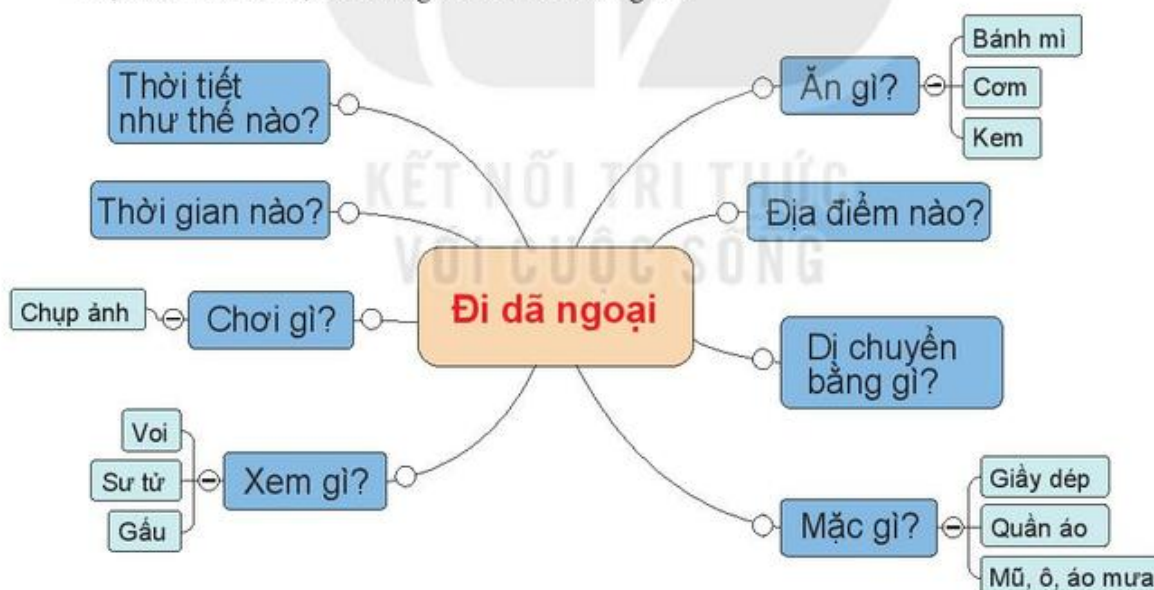 Thời tiết
như thế nào?
Thời gian nào?
Chơi gì?
Chụp ảnh
Xem gì?
Voi
Sư tử
Gấu
Đi dã ngoại
Ăn gì?
Bánh mì
Cơm
Kem
Địa điểm nào?
Di chuyển
bằng gì?
Mặc gì?
Giầy dép
Quần áo
Mũ, ô, áo mưa
KẾT NỐI TRI THỨC
VỚI CUỘC SỐNG